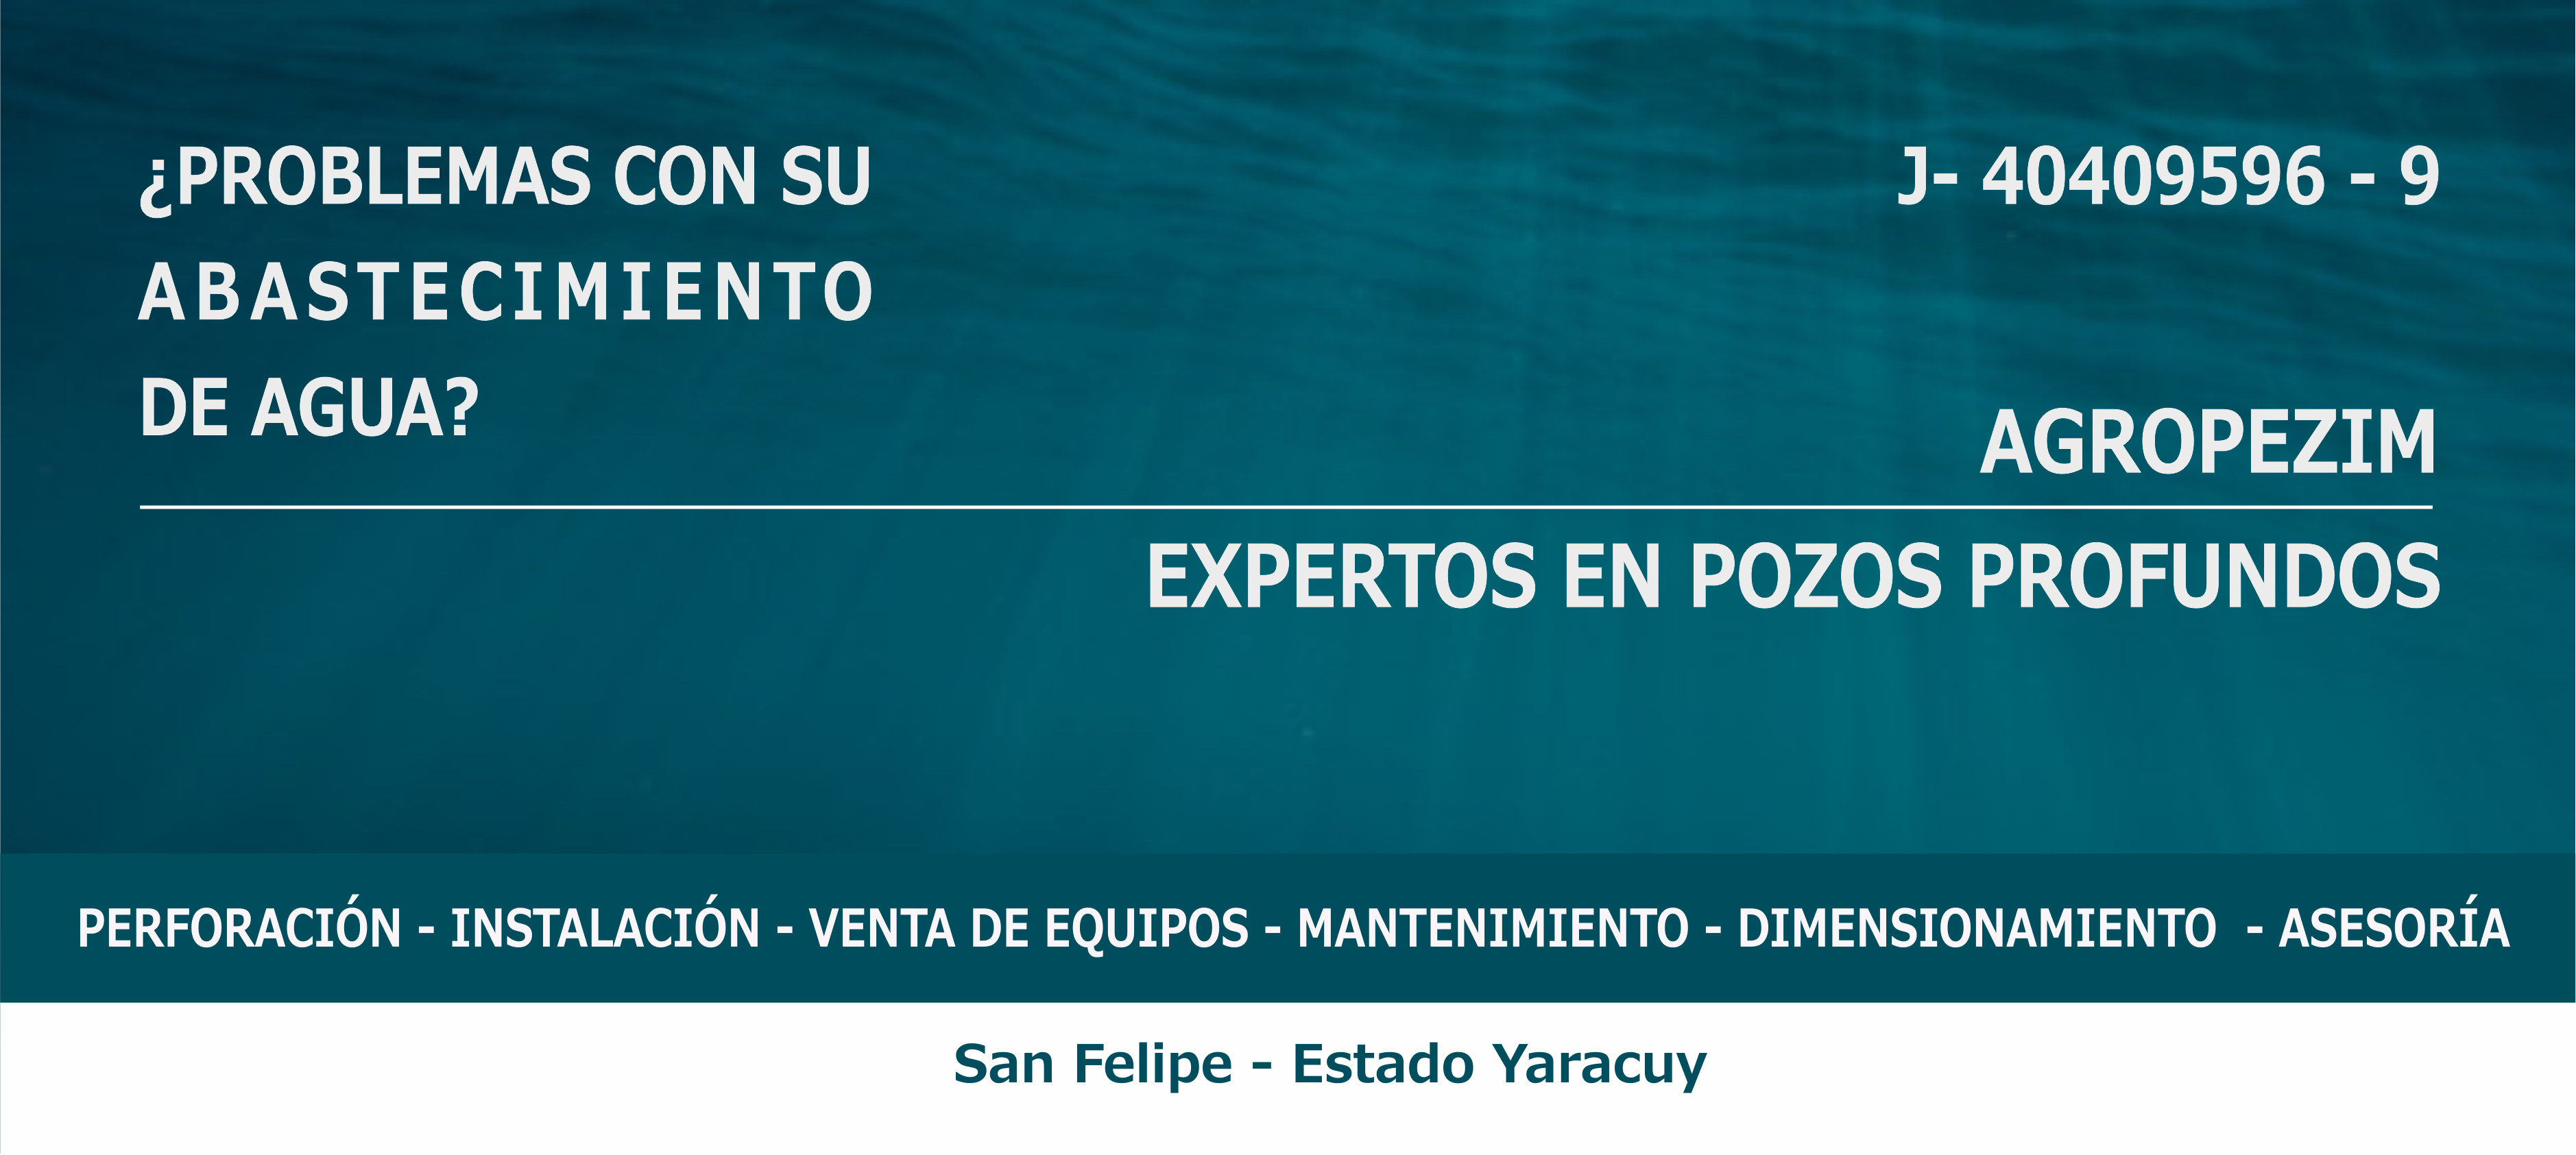 ¿PROBLEMAS CON SU
ABASTECIMIENTO
DE AGUA?
J- 40409596 - 9
AGROPEZIM
EXPERTOS EN POZOS PROFUNDOS
PERFORACIÓN - INSTALACIÓN - VENTA DE EQUIPOS - MANTENIMIENTO - DIMENSIONAMIENTO - ASESORÍA
San Felipe - Estado Yaracuy